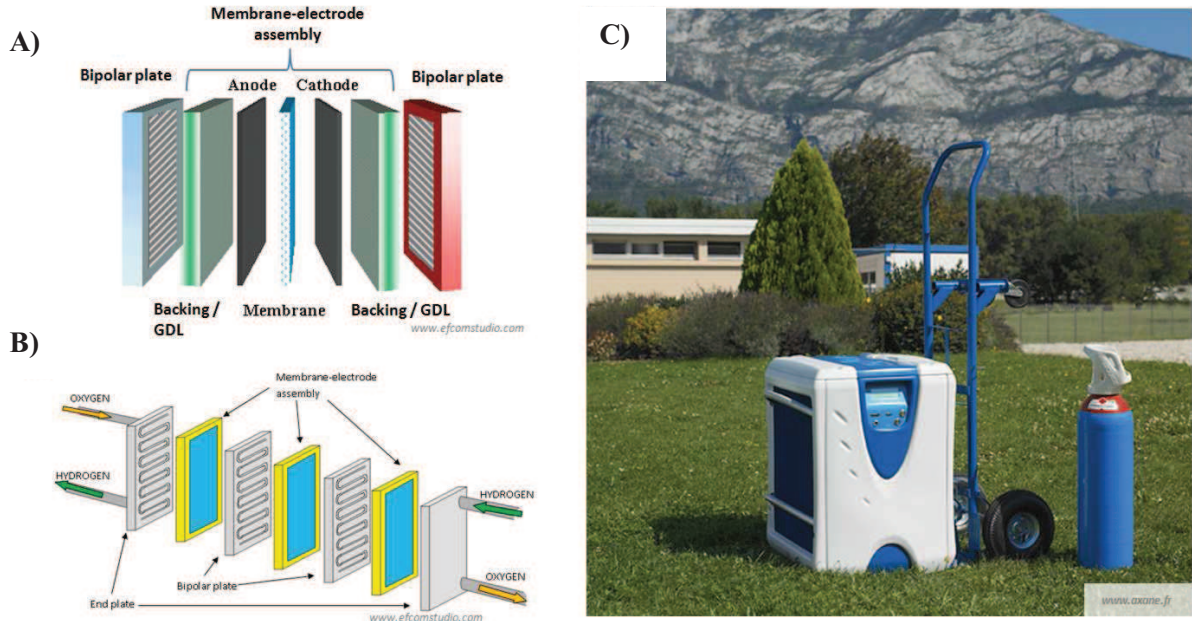 A)
Membrane-electrode
assembly
Bipolar plate
Anode
Cathode
Bipolar plate
Backing /
GDL
Membrane
Backing / GDL
www.efcomstudio.com
B)
Membrane-electrode
assembly
OXYGEN
HYDROGEN
HYDROGEN
Bipolar plate
OXYGEN
End plate
www.efcomstudio.com
C)
www.axane.fr